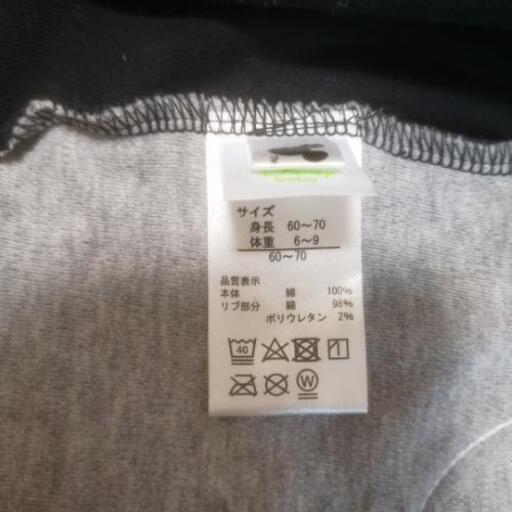 サイズ
身長 60～70
体重 6～9
60～70
品質表示
本体 綿 100%
リブ部分 綿 98%
ポリウレタン 2%
40
W